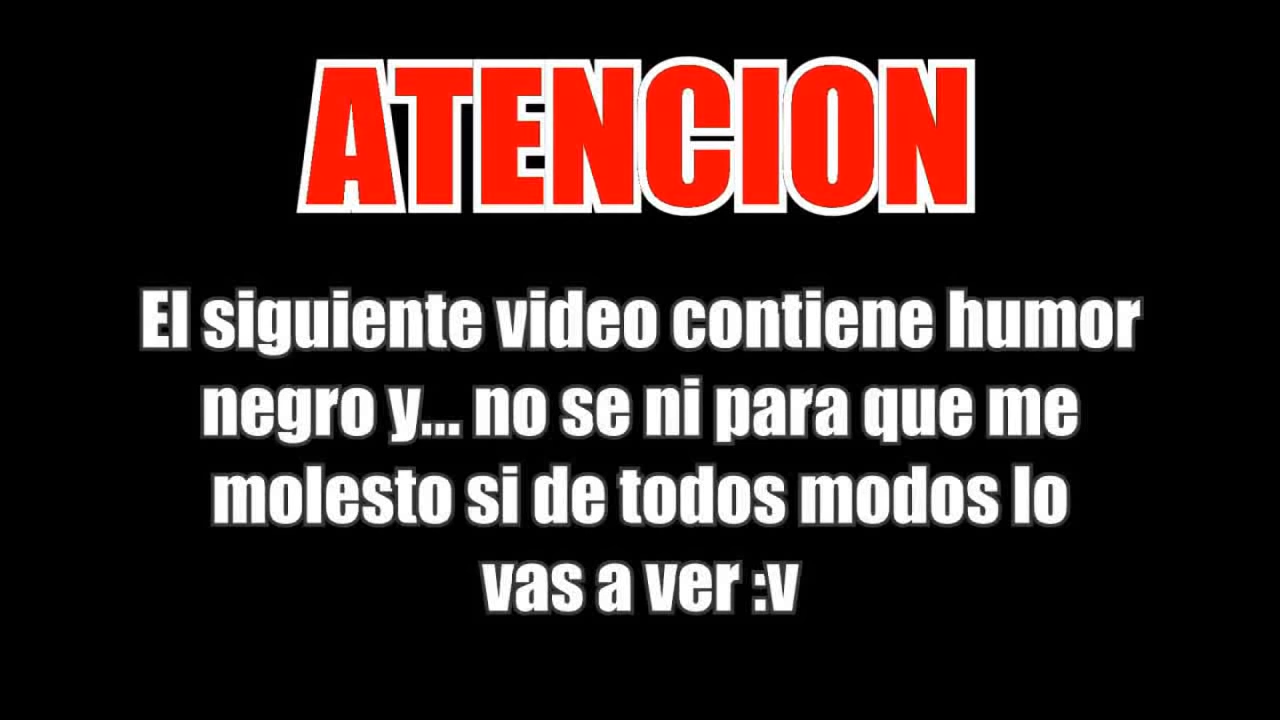 ATENCION
El siguiente video contiene humor
negro y... no se ni para que me
molesto si de todos modos lo
vas a ver :v